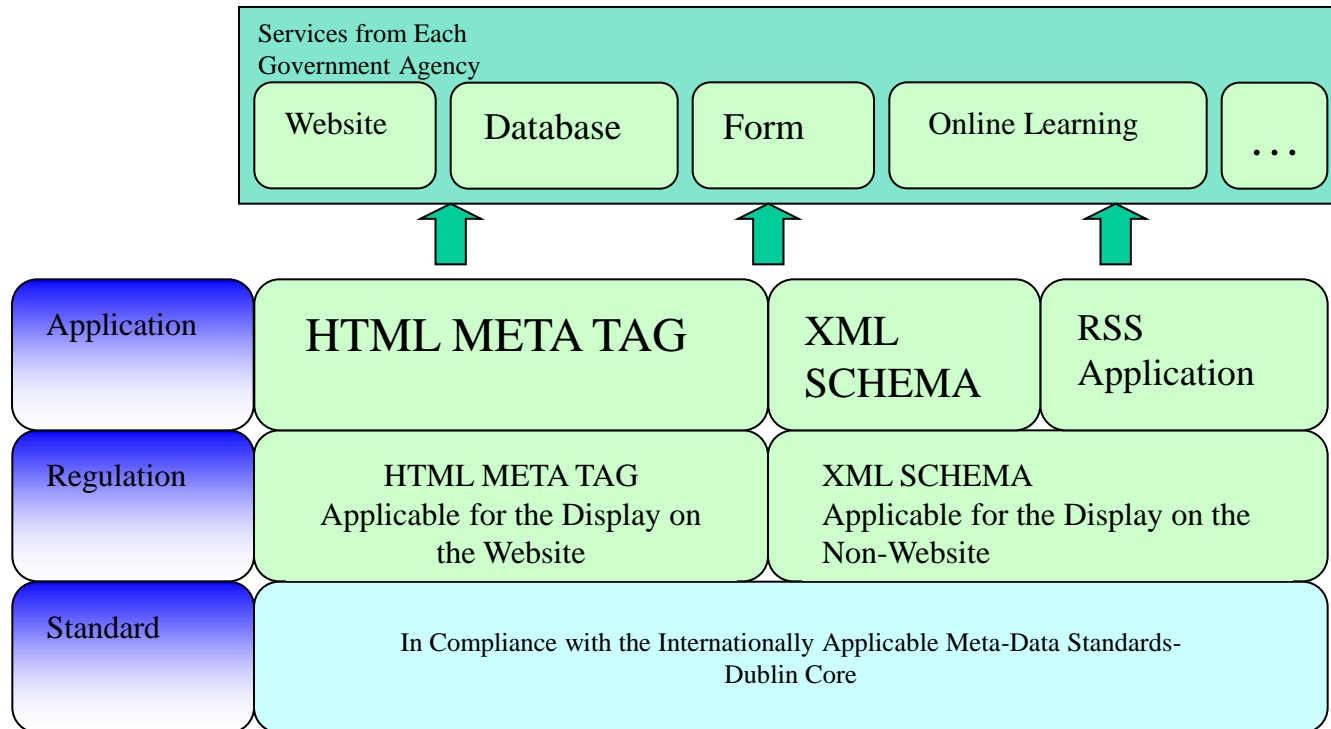 Services from Each
Government Agency
Website
Database
Form
Online Learning
...
Application
HTML META TAG
XML
SCHEMA
RSS
Application
Regulation
HTML META TAG
Applicable for the Display on
the Website
XML SCHEMA
Applicable for the Display on the
Non-Website
Standard
In Compliance with the Internationally Applicable Meta-Data Standards-
Dublin Core